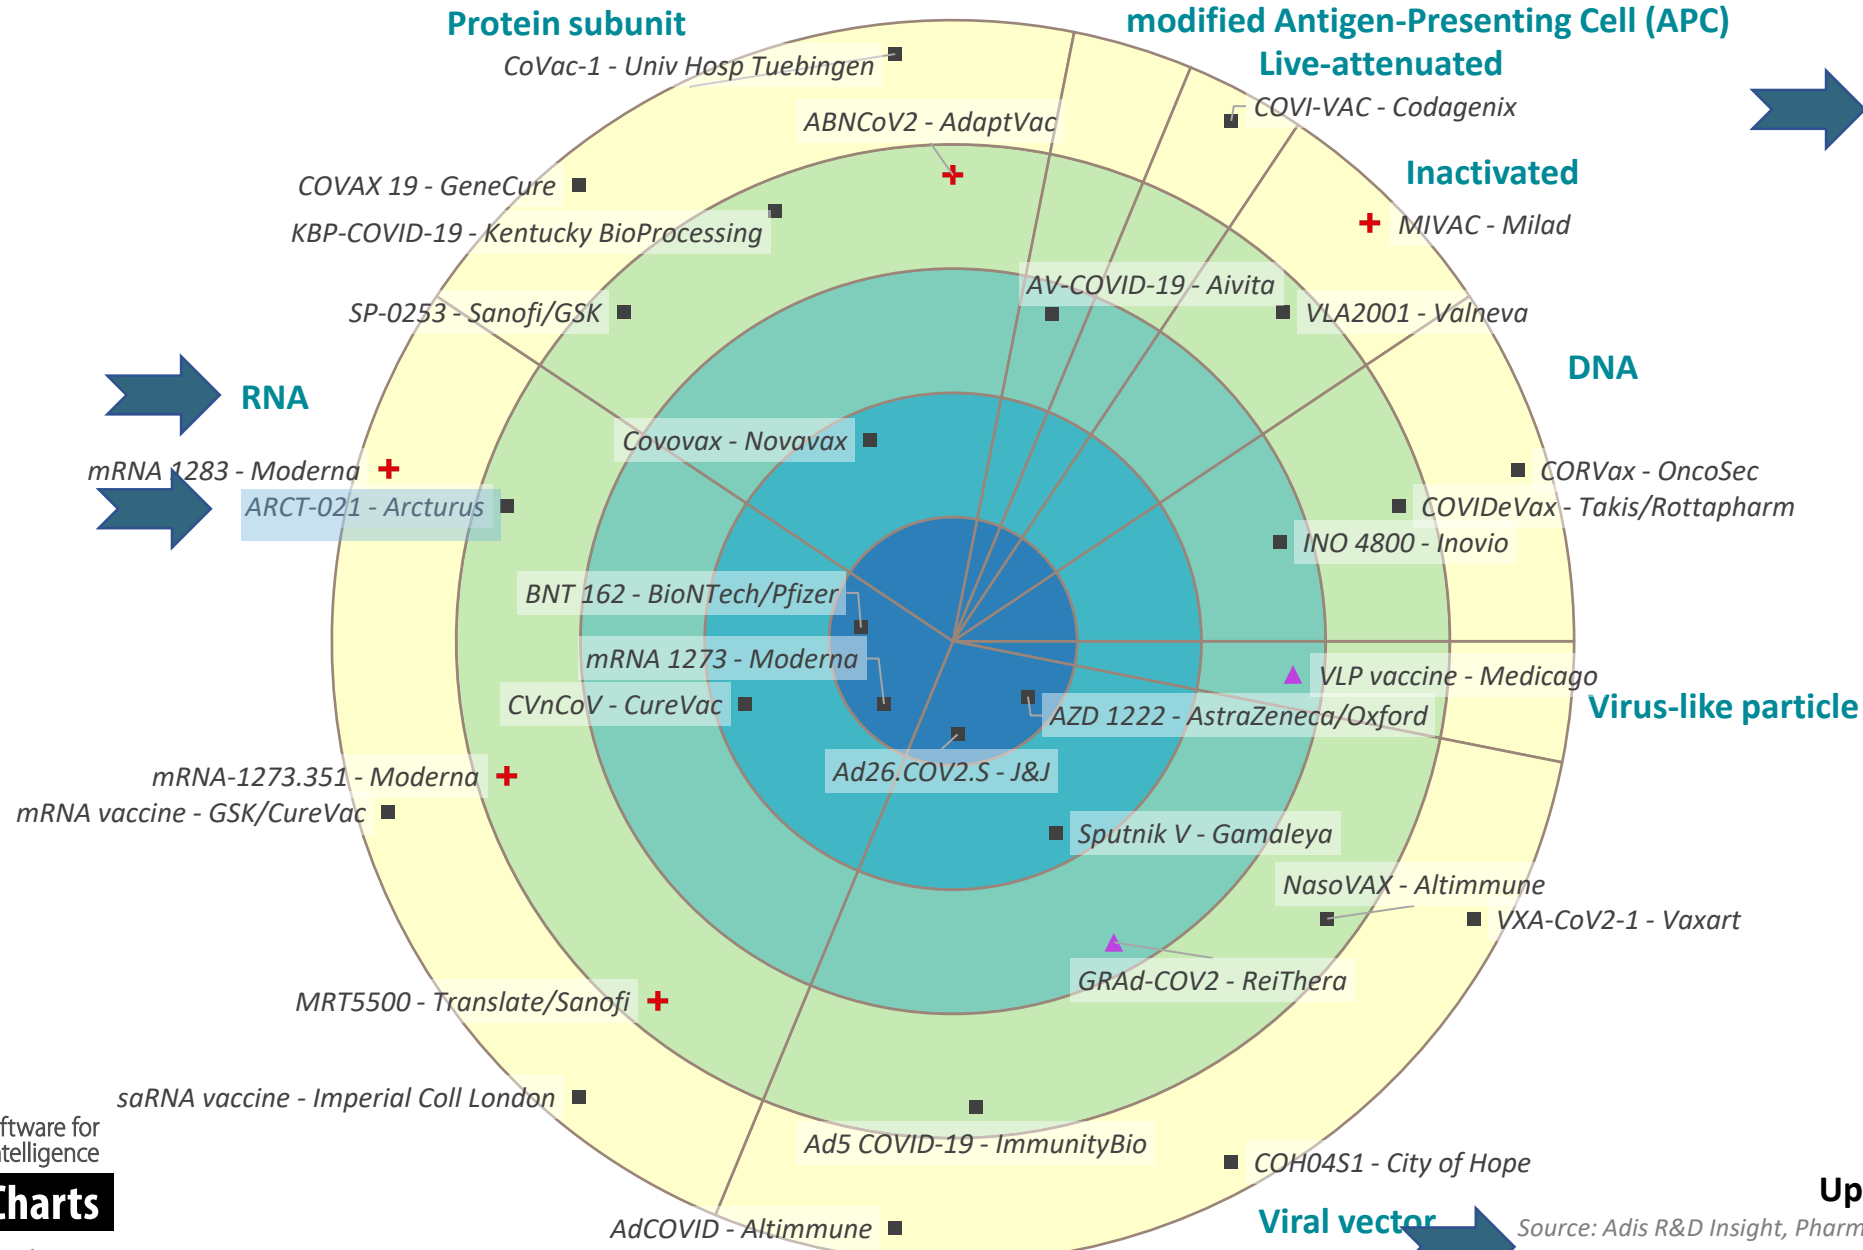 Protein subunit
modified Antigen-Presenting Cell (APC)
Live-attenuated
CoVac-1 - Univ Hosp Tuebingen
COVI-VAC - Codagenix
ABNCoV2 - AdaptVac
Inactivated
COVAX 19 - GeneCure
MIVAC - Milad
KBP-COVID-19 - Kentucky BioProcessing
AV-COVID-19 - Aivita
SP-0253 - Sanofi/GSK
VLA2001 - Valneva
DNA
RNA
Covovax - Novavax
mRNA 1283 - Moderna
CORVax - OncoSec
ARCT-021 - Arcturus
COVIDeVax - Takis/Rottapharm
INO 4800 - Inovio
BNT 162 - BioNTech/Pfizer
mRNA 1273 - Moderna
VLP vaccine - Medicago
CVnCoV - CureVac
AZD 1222 - AstraZeneca/Oxford
Virus-like particle
Ad26.COV2.S - J&J
mRNA-1273.351 - Moderna
mRNA vaccine - GSK/CureVac
Sputnik V - Gamaleya
NasoVAX - Altimmune
VXA-CoV2-1 - Vaxart
GRAd-COV2 - ReiThera
MRT5500 - Translate/Sanofi
saRNA vaccine - Imperial Coll London
ftware for
telligence
Ad5 COVID-19 - ImmunityBio
COH04S1 - City of Hope
Charts
Up
Viral vector
AdCOVID - Altimmune
Source: Adis R&D Insight, Pharm